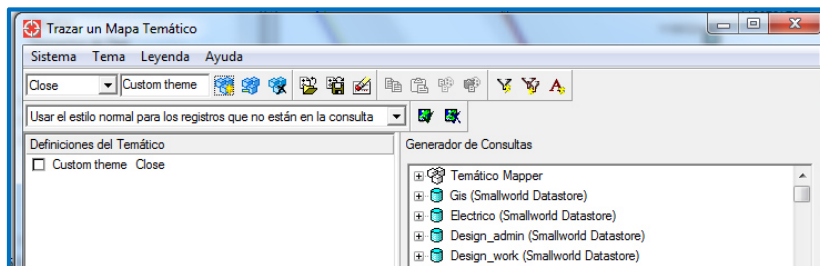 Trazar un Mapa Temático
Sistema Tema Leyenda Ayuda
Close Custom theme
Usar el estilo normal para los registros que no están en la consulta
Definiciones del Temático
Generador de Consultas
Custom theme Close
Temático Mapper
Gis (Smallworld Datastore)
Electrico (Smallworld Datastore)
Design_admin (Smallworld Datastore)
Design_work (Smallworld Datastore)